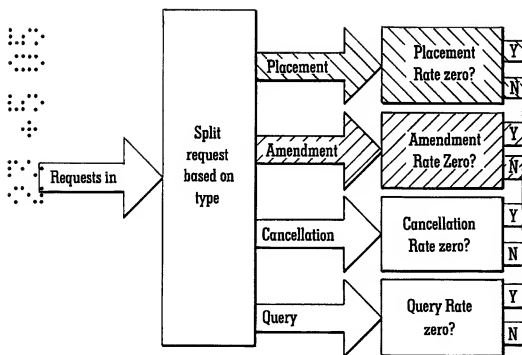 Requests in
Split
request
based on
type
Placement
Placement
Rate zero?
Y
N
Amendment
Amendment
Rate Zero?
Y
N
Cancellation
Cancellation
Rate zero?
Y
N
Query
Query Rate
zero?
Y
N